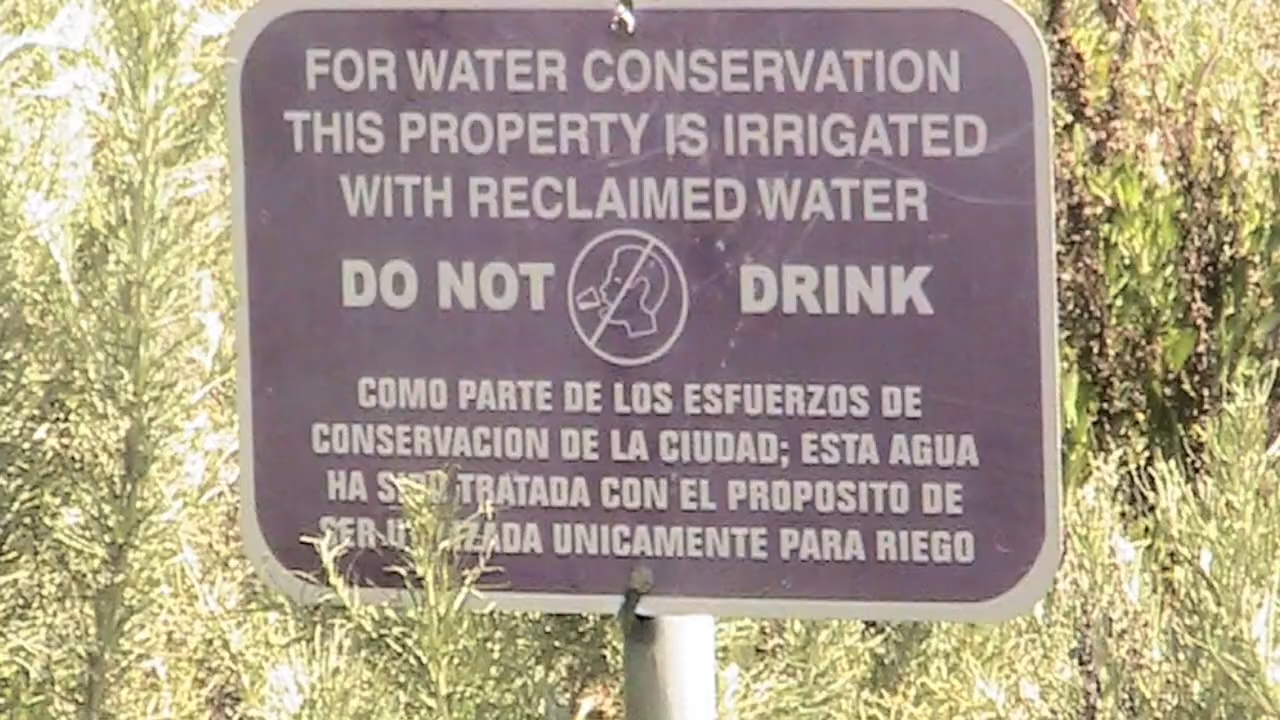 FOR WATER CONSERVATION
THIS PROPERTY IS IRRIGATED
WITH RECLAIMED WATER
DO NOT DRINK
COMO PARTE DE LOS ESFUERZOS DE
CONSERVACION DE LA CIUDAD; ESTA AGUA
HA SIDO TRATADA CON EL PROPOSITO DE
SER UTILIZADA UNICAMENTE PARA RIEGO